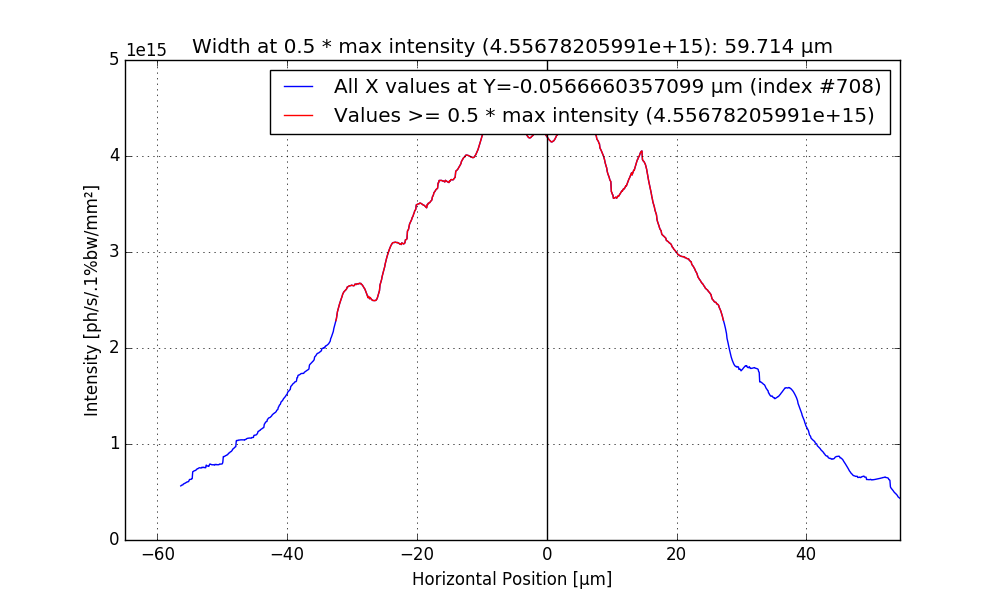 Width at 0.5 * max intensity (4.55678205991e+15): 59.714 µm
1e15
All X values at Y=-0.0566660357099 µm (index #708)
Values >= 0.5 * max intensity (4.55678205991e+15)
5
4
3
2
1
0
Intensity [ph/s/.1%bw/mm²]
−60 −40 −20 0 20 40
Horizontal Position [µm]